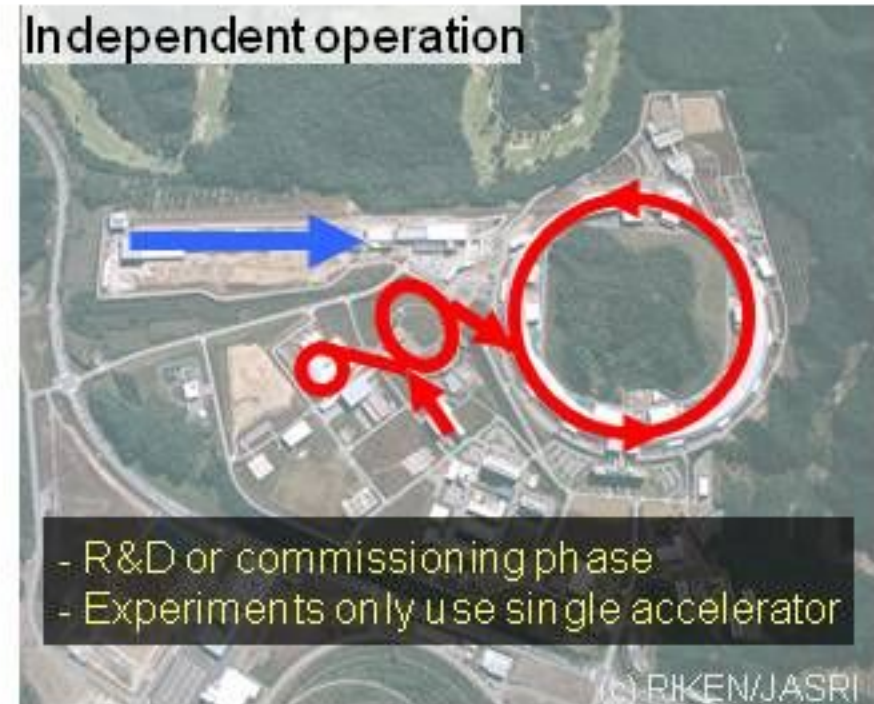 Independent operation
- R&D or commissioning phase
- Experiments only use single accelerator
(c) RIKEN/JASRI